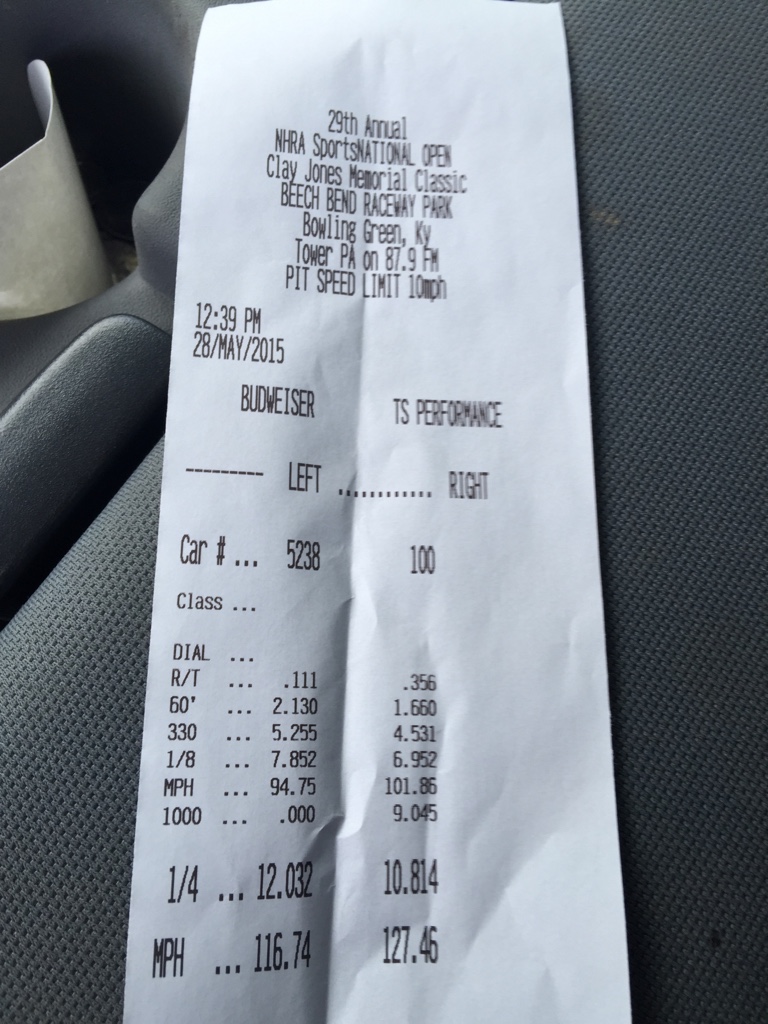 29th Annual
NHRA SportsNATIONAL OPEN
Clay Jones Memorial Classic
BEECH BEND RACEWAY PARK
Bowling Green, Ky
Tower PA on 87.9 FM
PIT SPEED LIMIT 10mph
12:39 PM
28/MAY/2015
BUDWEISER TS PERFORMANCE
--------- LEFT ............ RIGHT
Car # ... 5238 100
Class ...
DIAL ...
R/T ... .111 .356
60' ... 2.130 1.660
330 ... 5.255 4.531
1/8 ... 7.852 6.952
MPH ... 94.75 101.86
1000 ... .000 9.045
1/4 ... 12.032 10.814
MPH ... 116.74 127.46